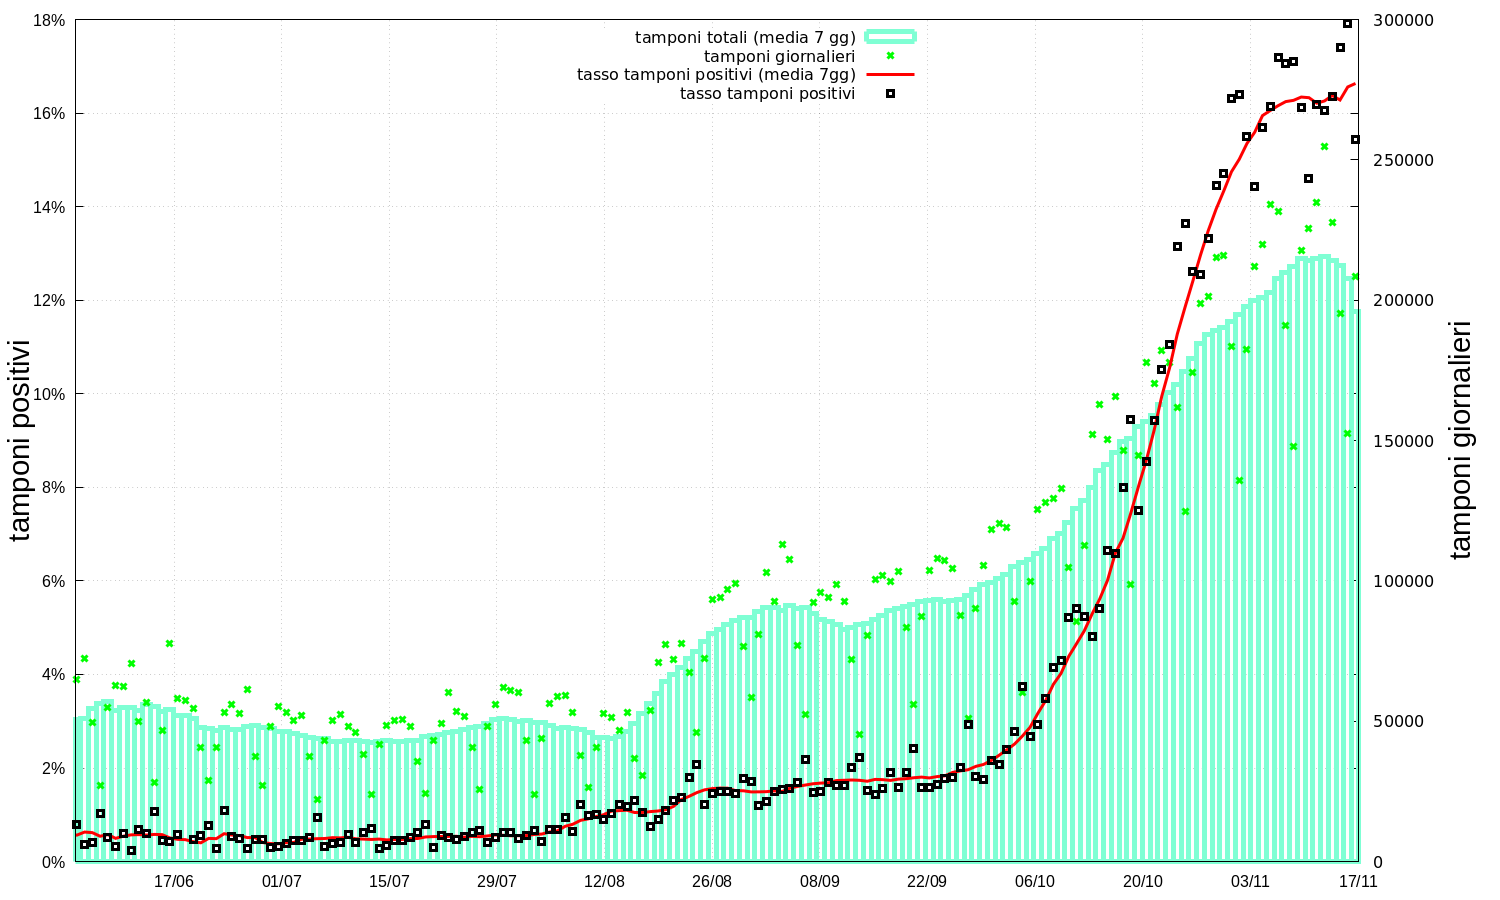 tamponi totali (media 7 gg)
tamponi giornalieri
tasso tamponi positivi (media 7gg)
tasso tamponi positivi
18%
16%
14%
12%
10%
8%
6%
4%
2%
0%
tamponi positivi
300000
250000
200000
150000
100000
50000
0
tamponi giornalieri
17/06 01/07 15/07 29/07 12/08 26/08 08/09 22/09 06/10 20/10 03/11 17/11